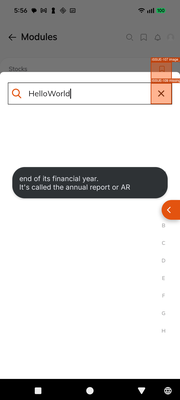 5:56
100
Modules
Stocks
HelloWorld
end of its financial year.
It's called the annual report or AR
B
C
D
E
F
G
H